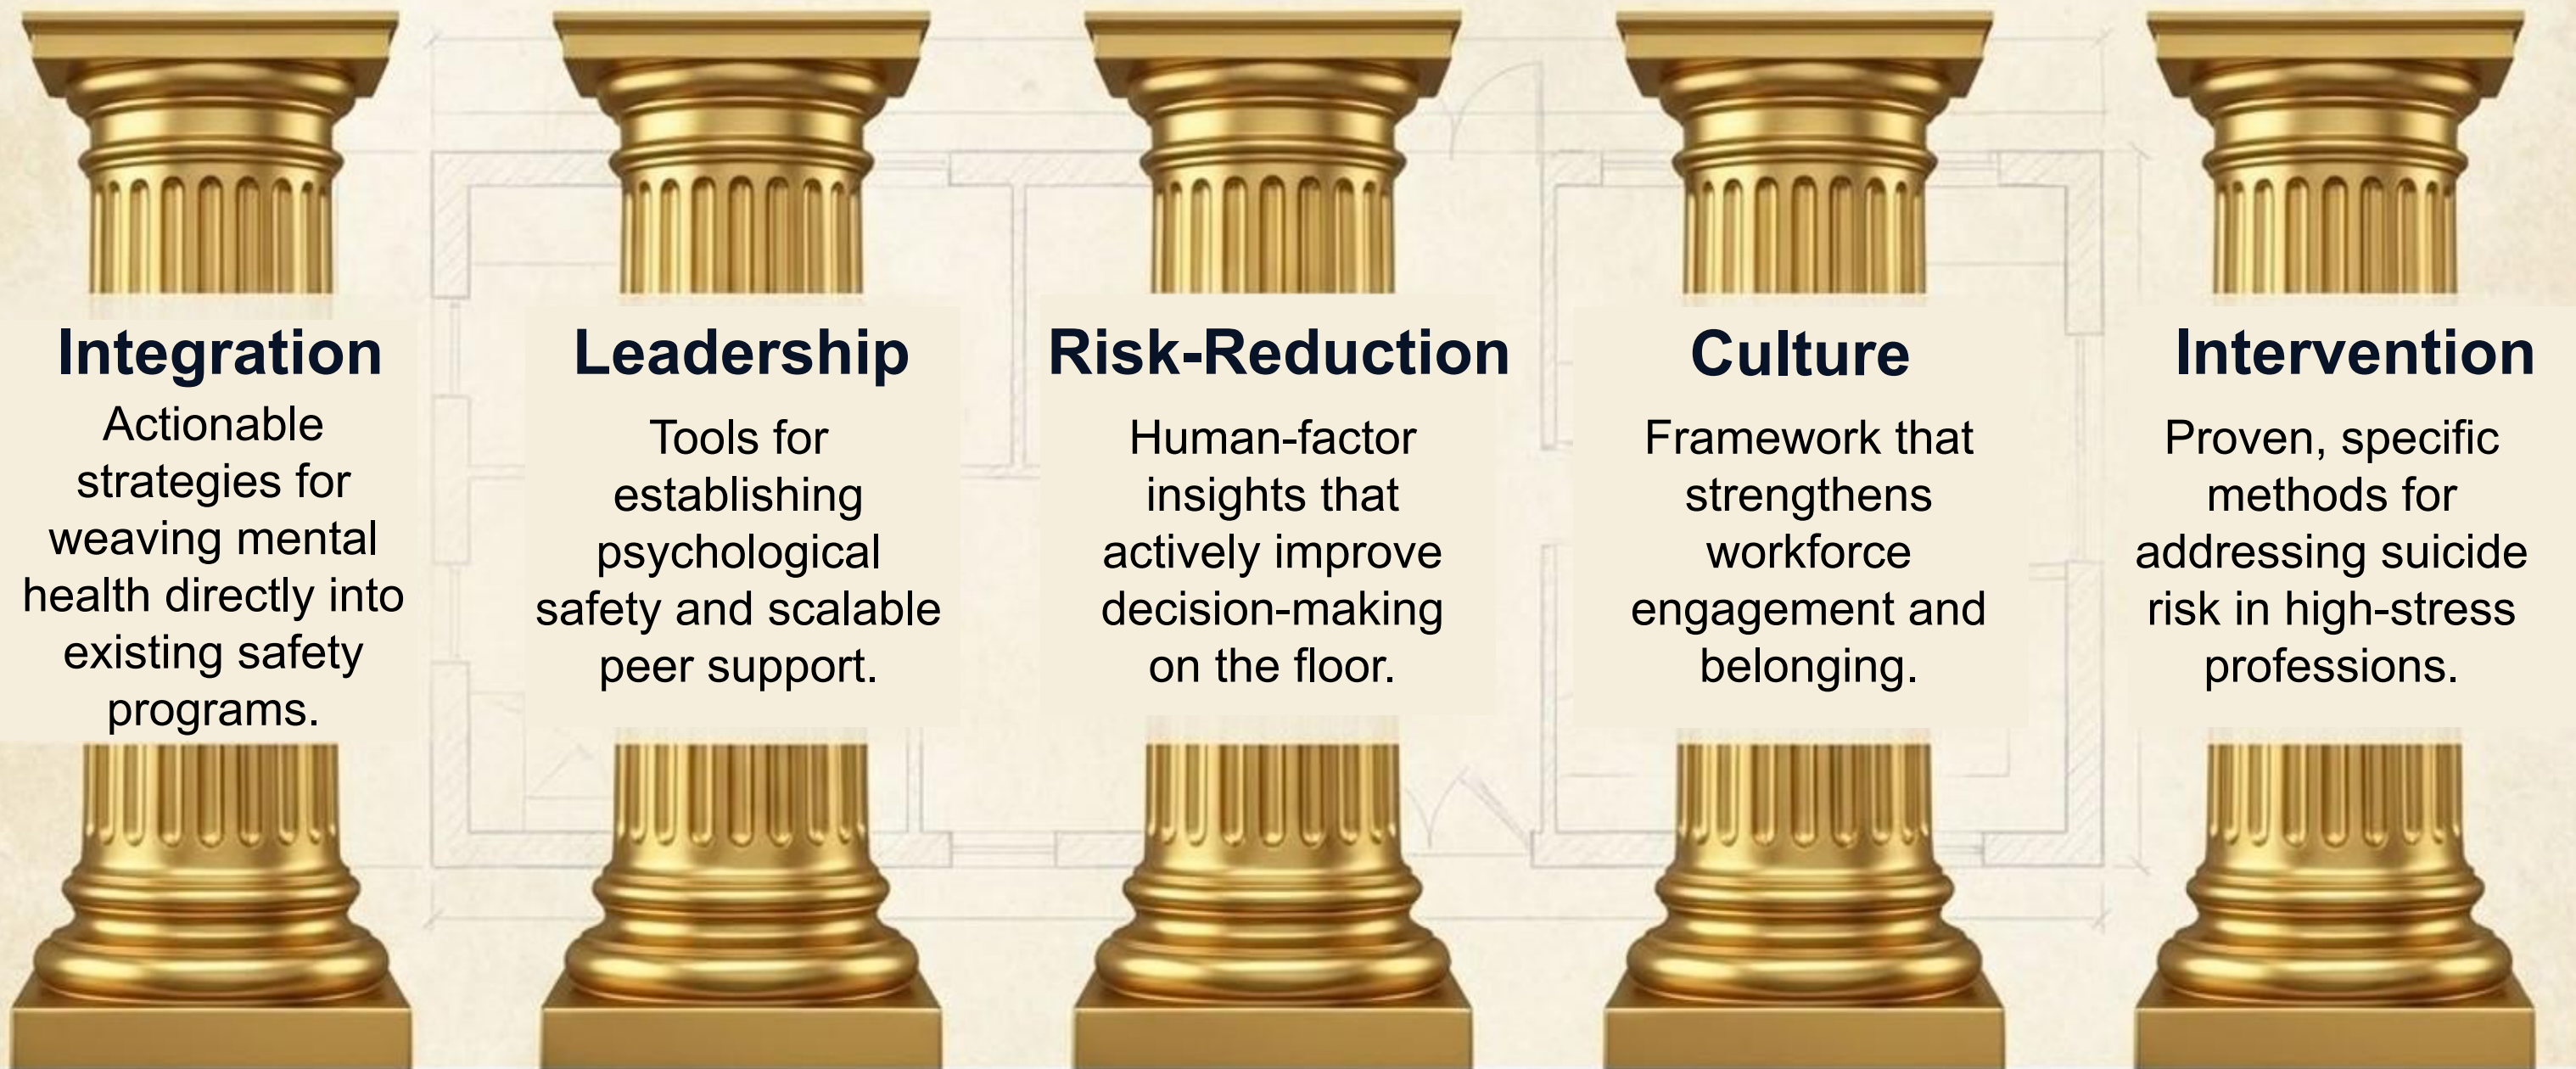 Integration
Actionable
strategies for
weaving mental
health directly into
existing safety
programs.
Leadership
Tools for
establishing
psychological
safety and scalable
peer support.
Risk-Reduction
Human-factor
insights that
actively improve
decision-making
on the floor.
Culture
Framework that
strengthens
workforce
engagement and
belonging.
Intervention
Proven, specific
methods for
addressing suicide
risk in high-stress
professions.